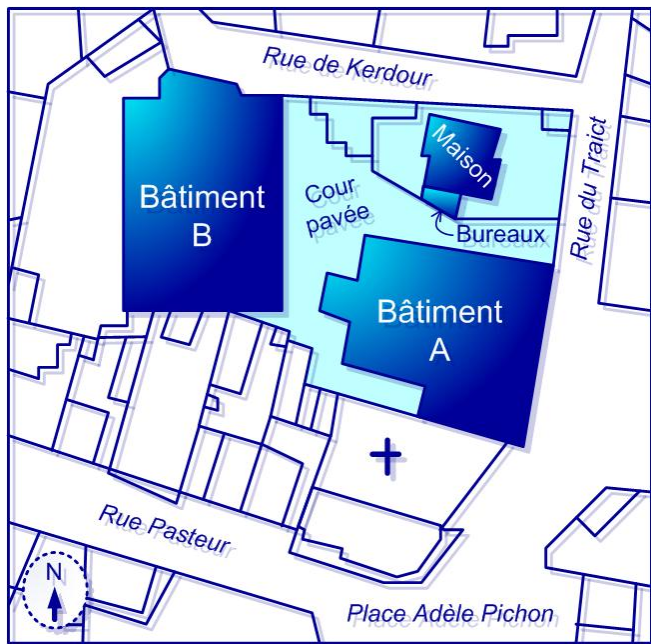 Rue de Kerdour
Rue du Traict
Maison
Bâtiment
B
Cour
pavée
Bureaux
Bâtiment
A
Rue Pasteur
N
Place Adèle Pichon